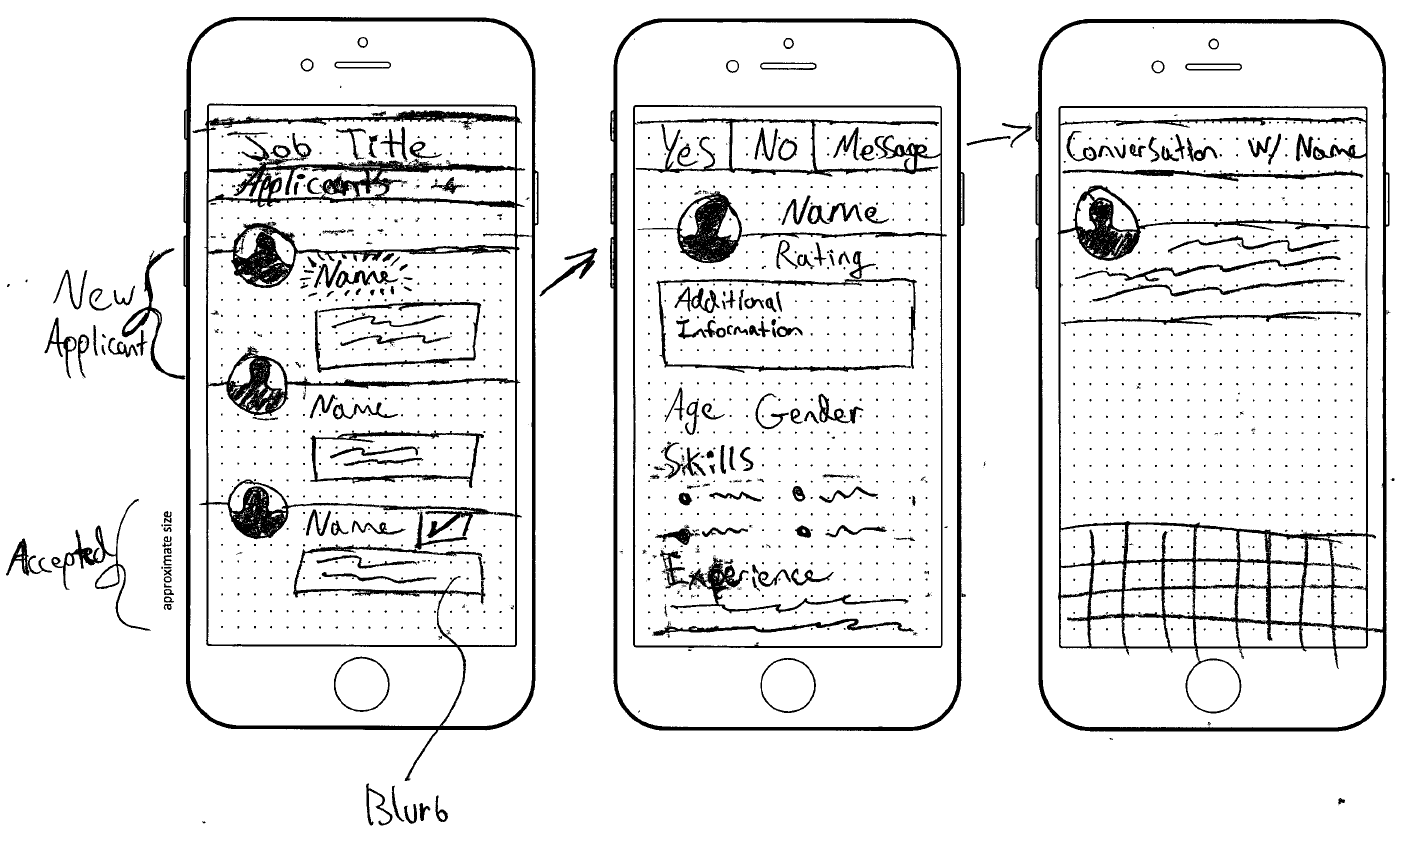 Job Title
Applicants 4
New
Applicant
Name
Name
Accepted
Name
approximate size
Blurb
Yes No Message
Name
Rating
Additional
Information
Age Gender
Skills
Experience
Conversation w/ Name